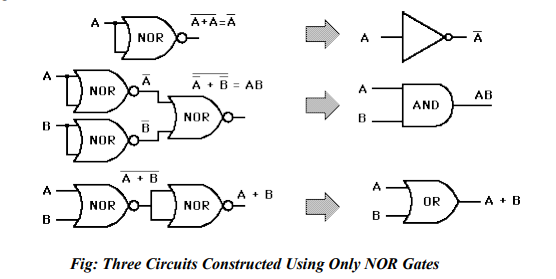 A NOR A̅+̅A̅=A̅ A A̅
A NOR A̅ A̅ ̅+̅ ̅B̅̅ = AB NOR A AND AB
B NOR B̅ B
A B NOR A̅ ̅+̅ ̅B̅ NOR A + B A B OR A + B
Fig: Three Circuits Constructed Using Only NOR Gates